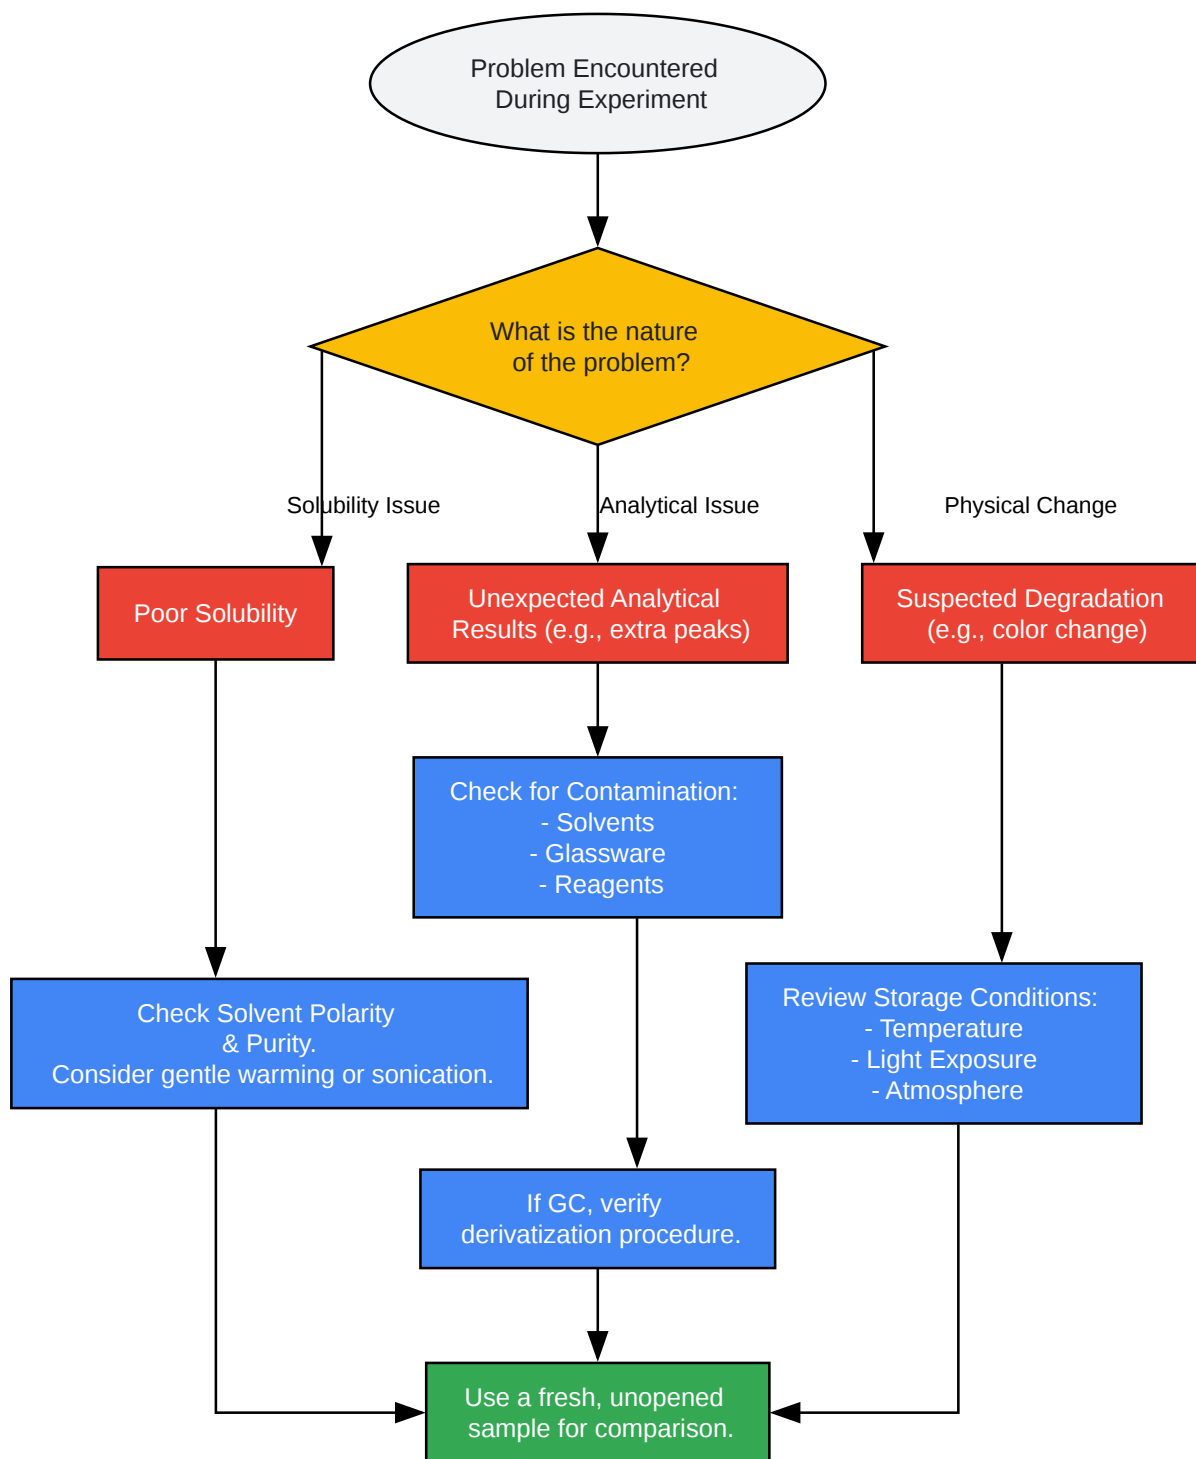 Problem Encountered
During Experiment
What is the nature
of the problem?
Solubility Issue
Analytical Issue
Physical Change
Poor Solubility
Unexpected Analytical
Results (e.g., extra peaks)
Suspected Degradation
(e.g., color change)
Check for Contamination:
- Solvents
- Glassware
- Reagents
Check Solvent Polarity
& Purity.
Consider gentle warming or sonication.
Review Storage Conditions:
- Temperature
- Light Exposure
- Atmosphere
If GC, verify
derivatization procedure.
Use a fresh, unopened
sample for comparison.